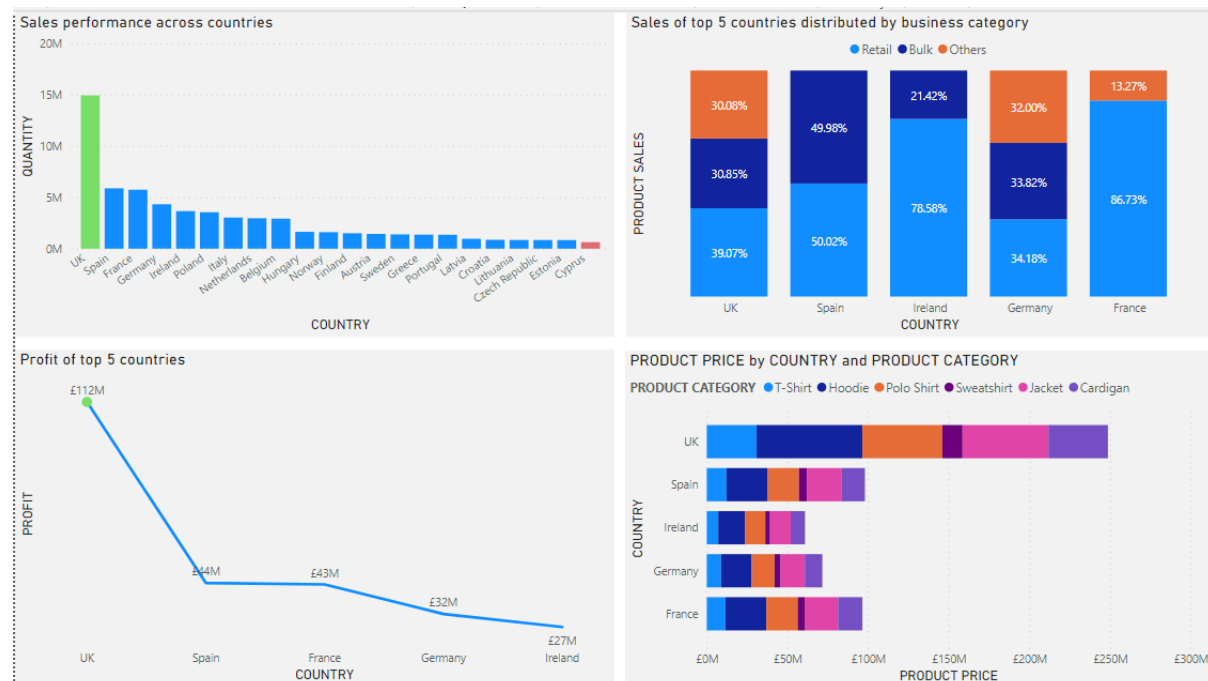 Sales performance across countries
20M
15M
10M
5M
0M
QUANTITY
UK
Spain
France
Germany
Ireland
Poland
Italy
Netherlands
Belgium
Hungary
Norway
Finland
Austria
Sweden
Greece
Portugal
Latvia
Croatia
Lithuania
Czech Republic
Estonia
Cyprus
COUNTRY
Sales of top 5 countries distributed by business category
Retail Bulk Others
PRODUCT SALES
30.08%
30.85%
39.07%
49.98%
50.02%
21.42%
78.58%
32.00%
33.82%
34.18%
13.27%
86.73%
UK Spain Ireland Germany France
COUNTRY
Profit of top 5 countries
PROFIT
£112M
£44M
£43M
£32M
£27M
UK Spain France Germany Ireland
COUNTRY
PRODUCT PRICE by COUNTRY and PRODUCT CATEGORY
PRODUCT CATEGORY T-Shirt Hoodie Polo Shirt Sweatshirt Jacket Cardigan
COUNTRY
UK
Spain
Ireland
Germany
France
£0M £50M £100M £150M £200M £250M £300M
PRODUCT PRICE